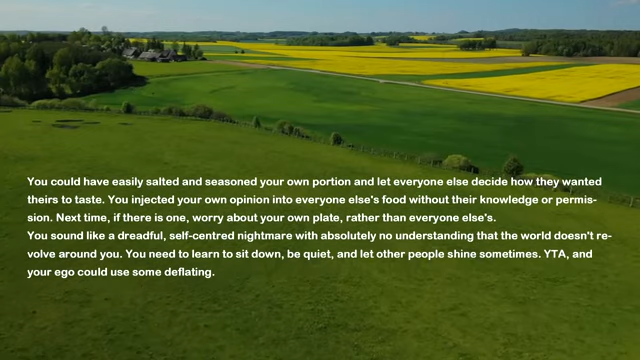 You could have easily salted and seasoned your own portion and let everyone else decide how they wanted
theirs to taste. You injected your own opinion into everyone else's food without their knowledge or permis-
sion. Next time, if there is one, worry about your own plate, rather than everyone else's.
You sound like a dreadful, self-centred nightmare with absolutely no understanding that the world doesn't re-
volve around you. You need to learn to sit down, be quiet, and let other people shine sometimes. YTA, and
your ego could use some deflating.